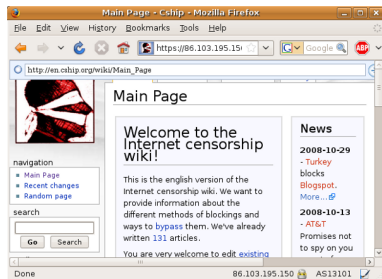 Main Page - Cship - Mozilla Firefox
File Edit View History Bookmarks Tools Help
https://86.103.195.15 Google ABP
http://en.cship.org/wiki/Main_Page
Main Page
Welcome to the
Internet censorship
wiki!
This is the english version of the
Internet censorship wiki. We want to
provide information about the
different methods of blockings and
ways to bypass them. We've already
written 131 articles.
You are very welcome to edit existing
News
2008-10-29
- Turkey
blocks
Blogspot.
More...
2008-10-13
- AT&T
Promises not
to spy on you
navigation
Main Page
Recent changes
Random page
search
Go Search
Done 86.103.195.150 AS13101